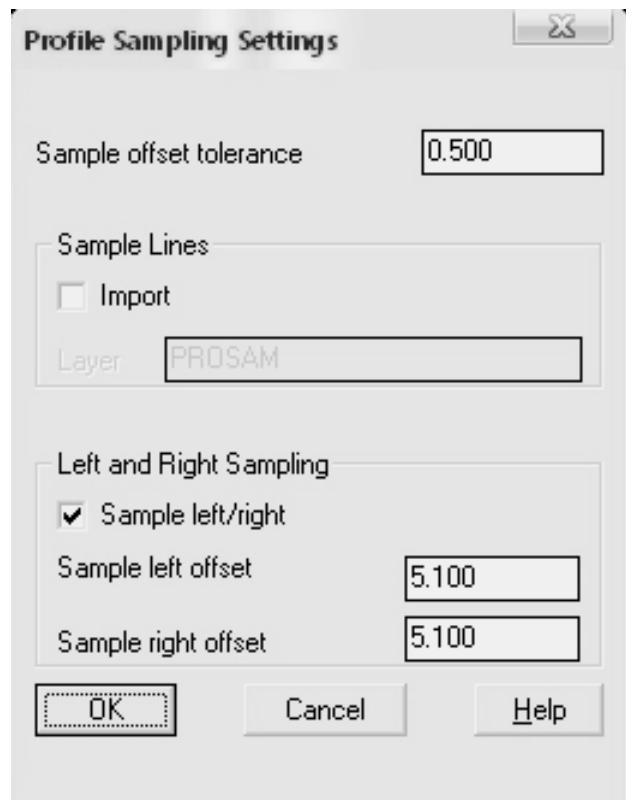 Profile Sampling Settings
Sample offset tolerance 0.500
Sample Lines
Import
Layer PROSAM
Left and Right Sampling
Sample left/right
Sample left offset 5.100
Sample right offset 5.100
OK Cancel Help